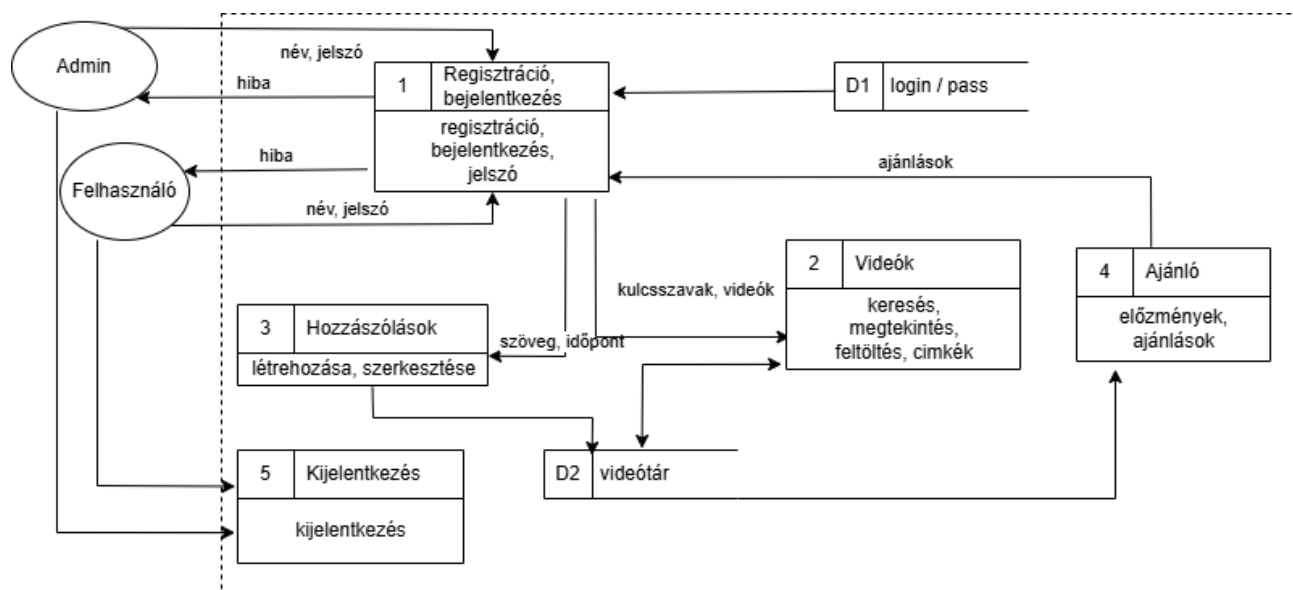 Admin
név, jelszó
hiba
1
Regisztráció,
bejelentkezés
regisztráció,
bejelentkezés,
jelszó
D1
login / pass
Felhasználó
hiba
név, jelszó
ajánlások
2
Videók
keresés,
megtekintés,
feltöltés, cimkék
4
Ajánló
előzmények,
ajánlások
kulcsszavak, videók
3
Hozzászólások
létrehozása, szerkesztése
szöveg, időpont
5
Kijelentkezés
kijelentkezés
D2
videótár